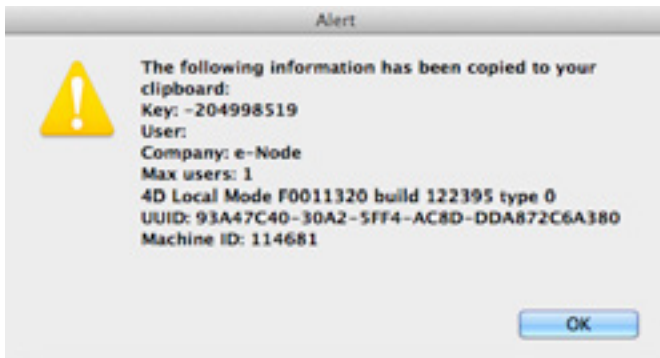 Alert
The following information has been copied to your
clipboard:
Key: -204998519
User:
Company: e-Node
Max users: 1
4D Local Mode F0011320 build 122395 type 0
UUID: 93A47C40-30A2-5FF4-AC8D-DDA872C6A380
Machine ID: 114681
OK